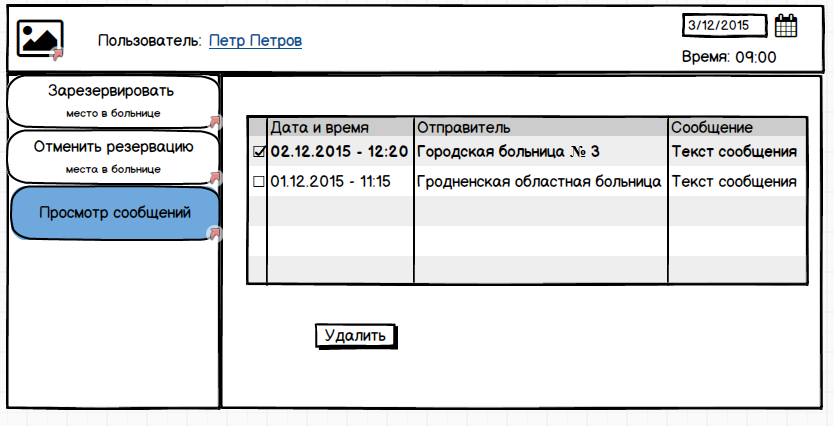 Пользователь: Петр Петров
3/12/2015
Время: 09:00
Зарезервировать
место в больнице
Отменить резервацию
места в больнице
Просмотр сообщений
Дата и время Отправитель Сообщение
02.12.2015 - 12:20 Городская больница № 3 Текст сообщения
01.12.2015 - 11:15 Гродненская областная больница Текст сообщения
Удалить